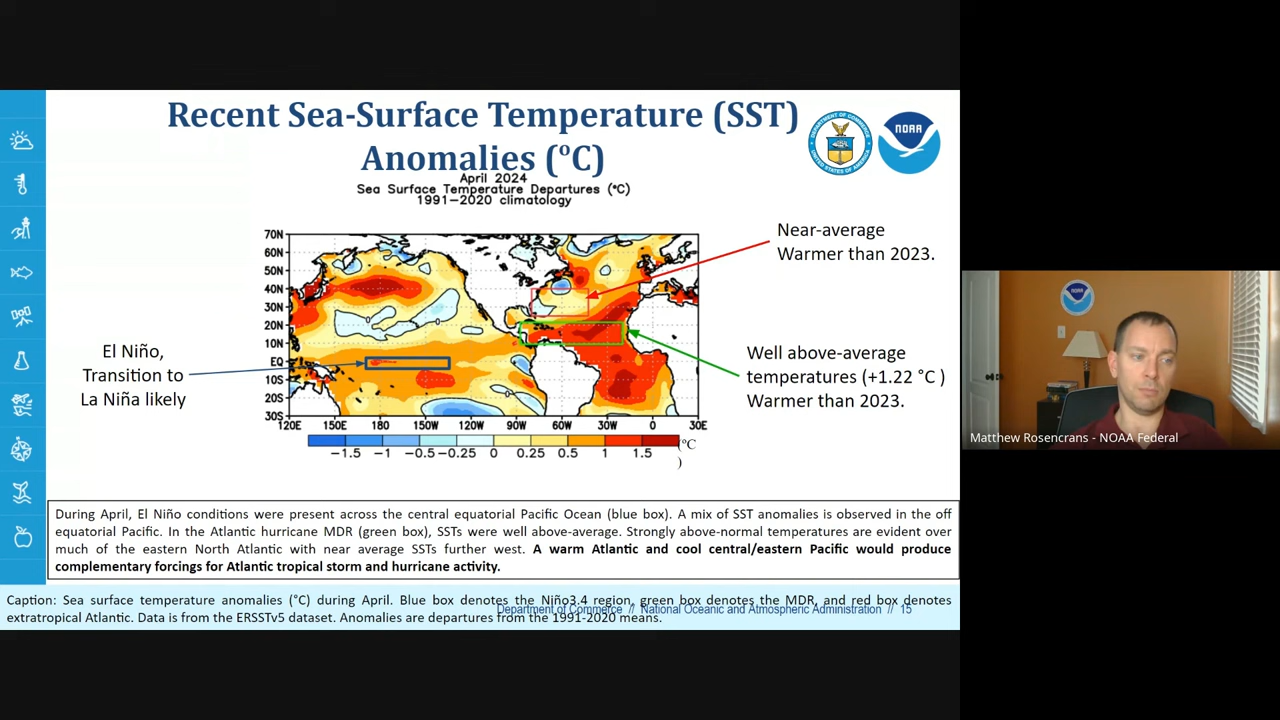 Recent Sea-Surface Temperature (SST)
Anomalies (ºC)
NOAA
April 2024
Sea Surface Temperature Departures (°C)
1991–2020 climatology
70N
60N
50N
40N
30N
20N
10N
EQ
10S
20S
30S
120E 150E 180 150W 120W 90W 60W 30W 0 30E
−1.5 −1 −0.5 −0.25 0 0.25 0.5 1 1.5
(°C
)
Near-average
Warmer than 2023.
El Niño,
Transition to
La Niña likely
Well above-average
temperatures (+1.22 °C )
Warmer than 2023.
During April, El Niño conditions were present across the central equatorial Pacific Ocean (blue box). A mix of SST anomalies is observed in the off
equatorial Pacific. In the Atlantic hurricane MDR (green box), SSTs were well above-average. Strongly above-normal temperatures are evident over
much of the eastern North Atlantic with near average SSTs further west. A warm Atlantic and cool central/eastern Pacific would produce
complementary forcings for Atlantic tropical storm and hurricane activity.
Caption: Sea surface temperature anomalies (°C) during April. Blue box denotes the Niño3.4 region, green box denotes the MDR, and red box denotes
extratropical Atlantic. Data is from the ERSSTv5 dataset. Anomalies are departures from the 1991-2020 means.
Department of Commerce // National Oceanic and Atmospheric Administration // 15
NOAA
Matthew Rosencrans - NOAA Federal